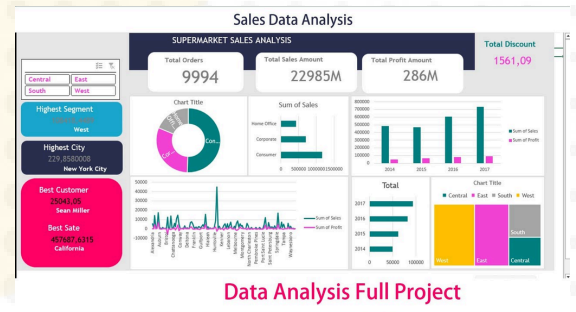 Sales Data Analysis
SUPERMARKET SALES ANALYSIS
Total Discount
1561,09
Total Orders
9994
Total Sales Amount
22985M
Total Profit Amount
286M
Central
East
South
West
Highest Segment
West
Highest City
229,8580008
New York City
Best Customer
25043,05
Sean Miller
Best Sate
457687,6315
California
Chart Title
Con...
Cor...
Sum of Sales
Home Office
Corporate
Consumer
0 500000 1000000 1500000
800000
700000
600000
500000
400000
300000
200000
100000
0
2014 2015 2016 2017
Sum of Sales
Sum of Profit
50000
40000
30000
20000
10000
0
Sum of Sales
Sum of Profit
Total
2017
2016
2015
2014
0 50000 100000
Chart Title
Central East South West
West
East
South
Central
Data Analysis Full Project